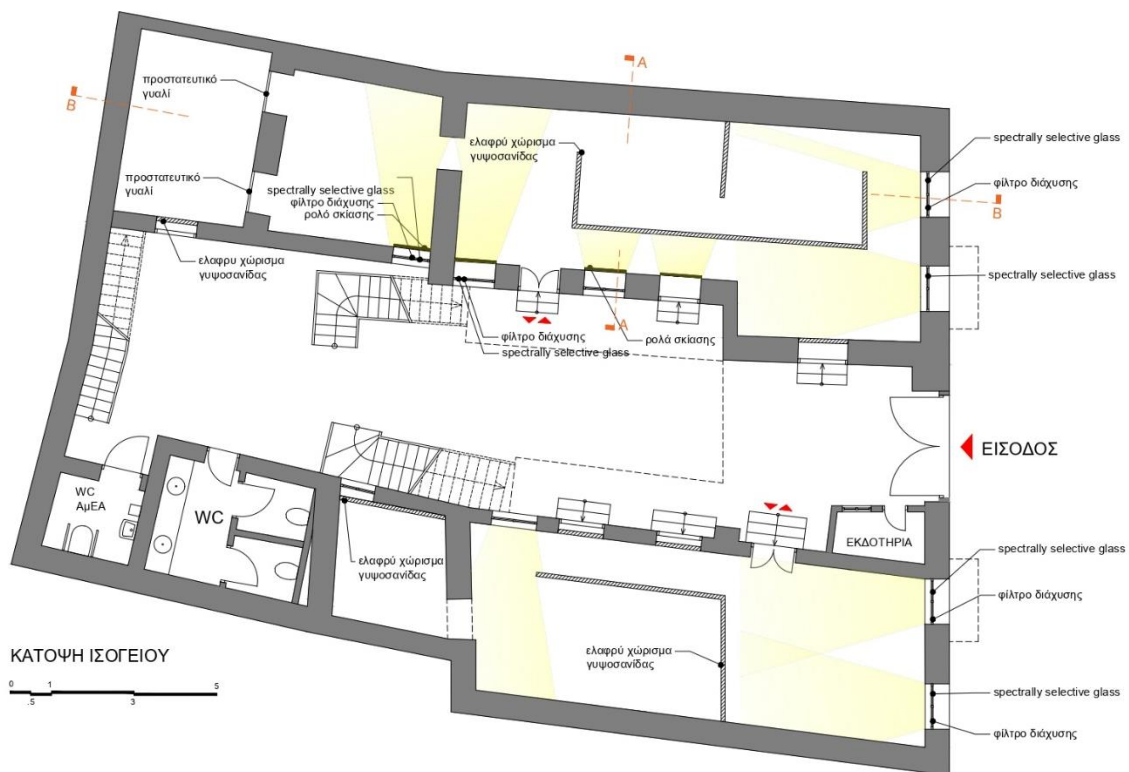 A
προστατευτικό
γυαλί
B
ελαφρύ χώρισμα
γυψοσανίδας
spectrally selective glass
φίλτρο διάχυσης
B
προστατευτικό
γυαλί
spectrally selective glass
φίλτρο διάχυσης
ρολό σκίασης
ελαφρυ χώρισμα
γυψοσανίδας
spectrally selective glass
A
φίλτρο διάχυσης
ρολά σκίασης
spectrally selective glass
ΕΙΣΟΔΟΣ
WC
ΑμΕΑ
WC
ΕΚΔΟΤΗΡΙΑ
spectrally selective glass
ελαφρύ χώρισμα
γυψοσανίδας
φίλτρο διάχυσης
ελαφρύ χώρισμα
γυψοσανίδας
ΚΑΤΟΨΗ ΙΣΟΓΕΙΟΥ
0 1 5
.5 3
spectrally selective glass
φίλτρο διάχυσης